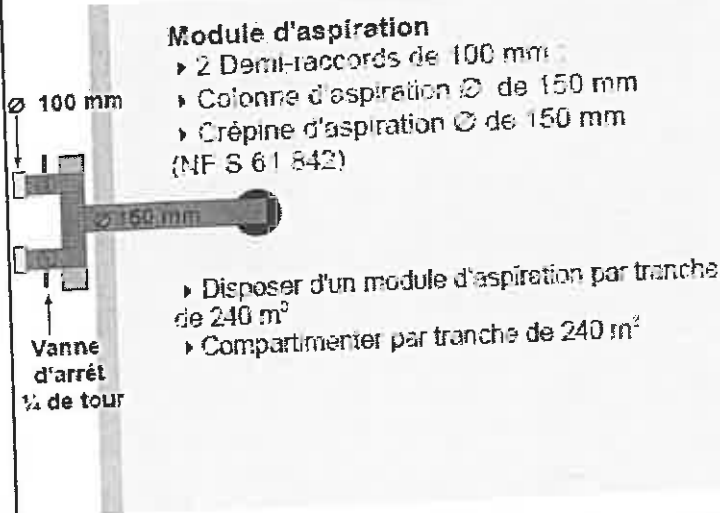 Module d'aspiration
▸ 2 Demi-raccords de 100 mm
▸ Colonne d'aspiration ∅ de 150 mm
▸ Crépine d'aspiration ∅ de 150 mm
(NF S 61 842)
∅ 100 mm
∅ 150 mm
▸ Disposer d'un module d'aspiration par tranche
de 240 m³
▸ Compartimenter par tranche de 240 m³
Vanne
d'arrêt
¼ de tour